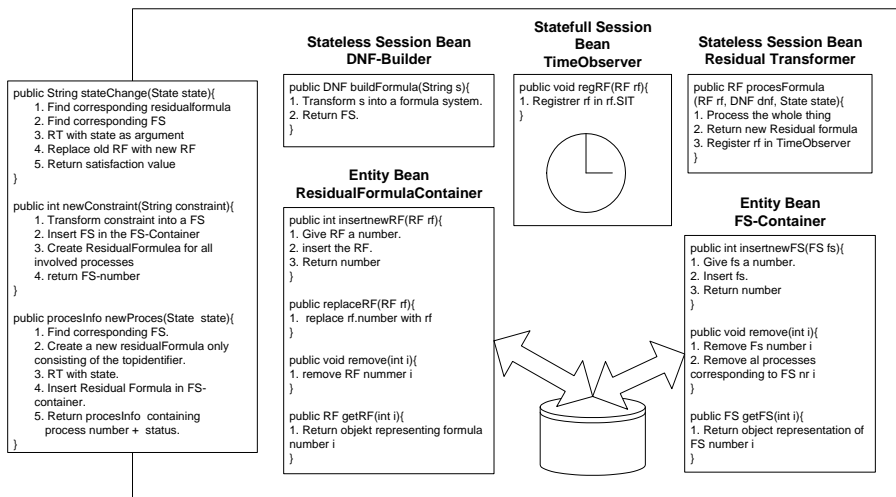 public String stateChange(State state){
1. Find corresponding residualformula
2. Find corresponding FS
3. RT with state as argument
4. Replace old RF with new RF
5. Return satisfaction value
}
public int newConstraint(String constraint){
1. Transform constraint into a FS
2. Insert FS in the FS-Container
3. Create ResidualFormulea for all
involved processes
4. return FS-number
}
public procesInfo newProces(State state){
1. Find corresponding FS.
2. Create a new residualFormula only
consisting of the topidentifier.
3. RT with state.
4. Insert Residual Formula in FS-
container.
5. Return procesInfo containing
process number + status.
}
Stateless Session Bean
DNF-Builder
public DNF buildFormula(String s){
1. Transform s into a formula system.
2. Return FS.
}
Entity Bean
ResidualFormulaContainer
public int insertnewRF(RF rf){
1. Give RF a number.
2. insert the RF.
3. Return number
}
public replaceRF(RF rf){
1. replace rf.number with rf
}
public void remove(int i){
1. remove RF nummer i
}
public RF getRF(int i){
1. Return objekt representing formula
number i
}
Statefull Session
Bean
TimeObserver
public void regRF(RF rf){
1. Registrer rf in rf.SIT
}
Stateless Session Bean
Residual Transformer
public RF procesFormula
(RF rf, DNF dnf, State state){
1. Process the whole thing
2. Return new Residual formula
3. Register rf in TimeObserver
}
Entity Bean
FS-Container
public int insertnewFS(FS fs){
1. Give fs a number.
2. Insert fs.
3. Return number
}
public void remove(int i){
1. Remove Fs number i
2. Remove al processes
corresponding to FS nr i
}
public FS getFS(int i){
1. Return object representation of
FS number i
}